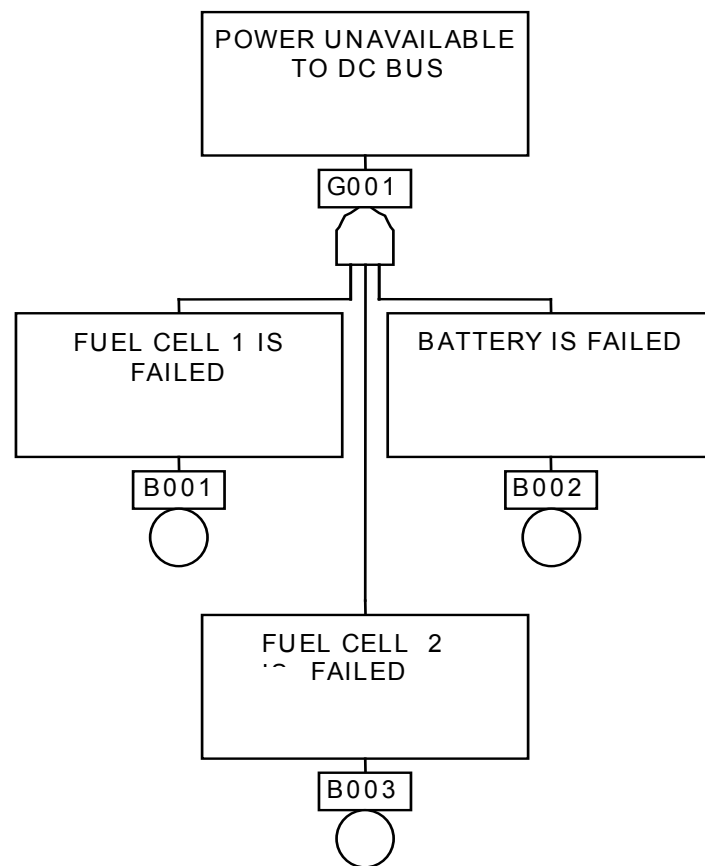 POWER UNAVAILABLE
TO DC BUS
G001
FUEL CELL 1 IS
FAILED
BATTERY IS FAILED
B001
B002
FUEL CELL 2
FAILED
B003